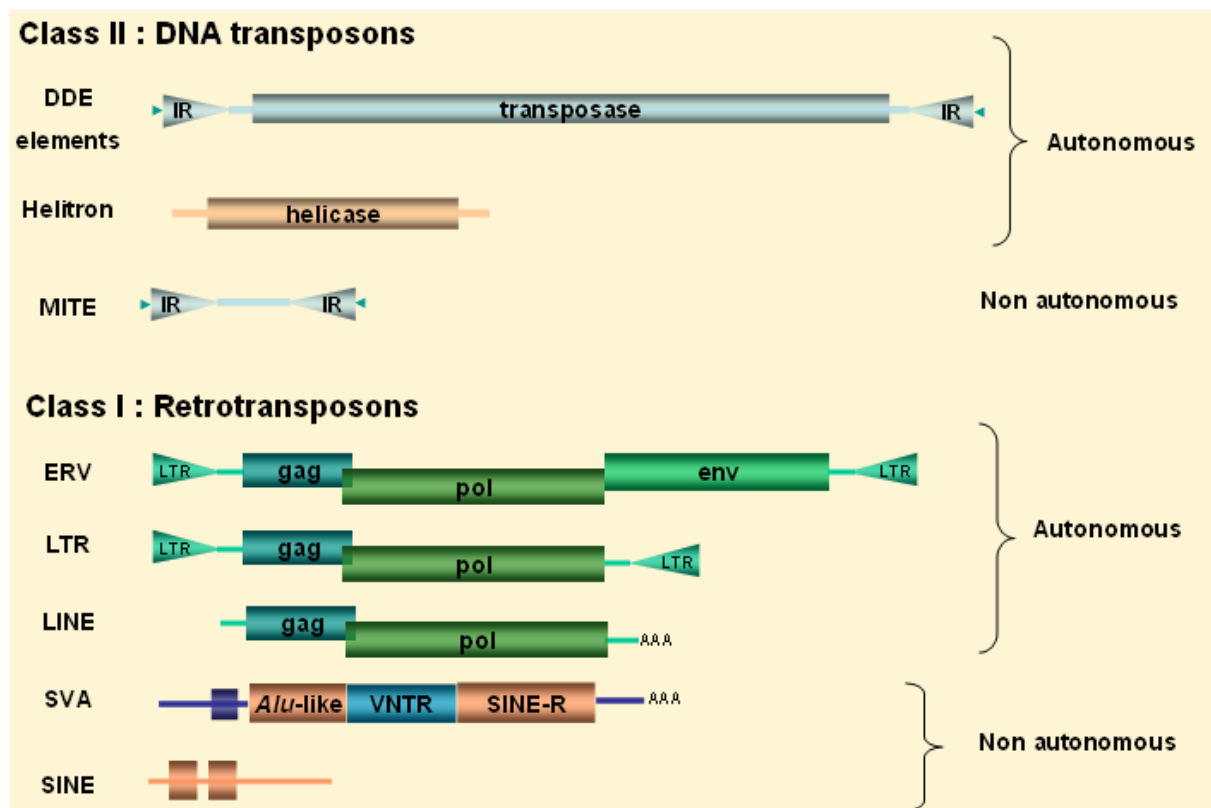 Class II : DNA transposons
DDE
elements
IR transposase IR
Autonomous
Helitron helicase
MITE IR IR
Non autonomous
Class I : Retrotransposons
ERV LTR gag pol env LTR
LTR LTR gag pol LTR
Autonomous
LINE gag pol AAA
SVA Alu-like VNTR SINE-R AAA
Non autonomous
SINE